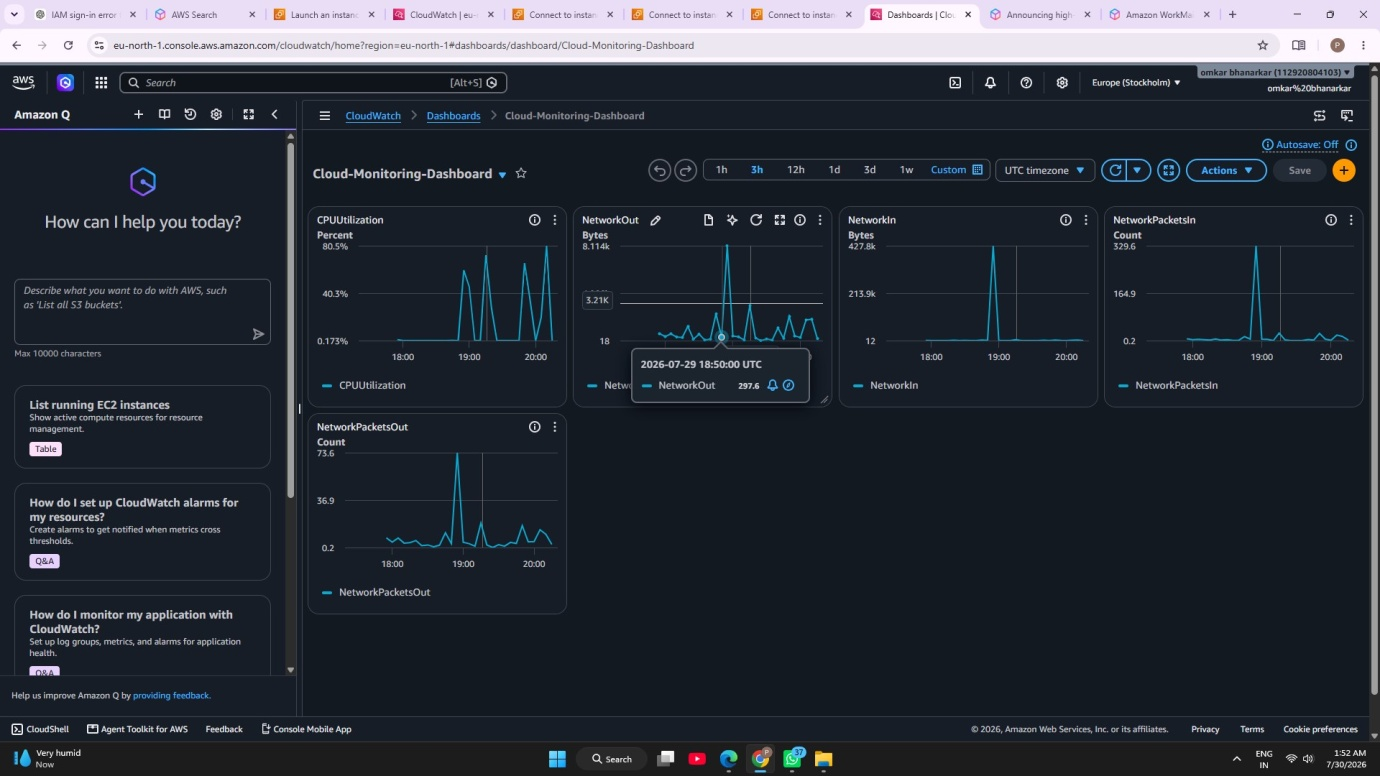 IAM sign-in error
AWS Search
Launch an instanc
CloudWatch | eu-
Connect to instan
Connect to instan
Connect to instan
Dashboards | Clou
Announcing high-
Amazon WorkMai
eu-north-1.console.aws.amazon.com/cloudwatch/home?region=eu-north-1#dashboards/dashboard/Cloud-Monitoring-Dashboard
P
aws
Search
[Alt+S]
Europe (Stockholm)
omkar bhanarkar (112920804103)
omkar%20bhanarkar
Amazon Q
CloudWatch
Dashboards
Cloud-Monitoring-Dashboard
Autosave: Off
Cloud-Monitoring-Dashboard
1h
3h
12h
1d
3d
1w
Custom
UTC timezone
Actions
Save
How can I help you today?
Describe what you want to do with AWS, such
as 'List all S3 buckets'.
Max 10000 characters
List running EC2 instances
Show active compute resources for resource
management.
Table
How do I set up CloudWatch alarms for
my resources?
Create alarms to get notified when metrics cross
thresholds.
Q&A
How do I monitor my application with
CloudWatch?
Set up log groups, metrics, and alarms for application
health.
Q&A
Help us improve Amazon Q by providing feedback.
CPUUtilization
Percent
80.5%
40.3%
0.173%
18:00
19:00
20:00
CPUUtilization
NetworkOut
Bytes
8.114k
3.21K
18
2026-07-29 18:50:00 UTC
NetworkOut
297.6
NetworkIn
Bytes
427.8k
213.9k
12
18:00
19:00
20:00
NetworkIn
NetworkPacketsIn
Count
329.6
164.9
0.2
18:00
19:00
20:00
NetworkPacketsIn
NetworkPacketsOut
Count
73.6
36.9
0.2
18:00
19:00
20:00
NetworkPacketsOut
CloudShell
Agent Toolkit for AWS
Feedback
Console Mobile App
© 2026, Amazon Web Services, Inc. or its affiliates.
Privacy
Terms
Cookie preferences
Very humid
Now
Search
37
ENG
IN
1:52 AM
7/30/2026